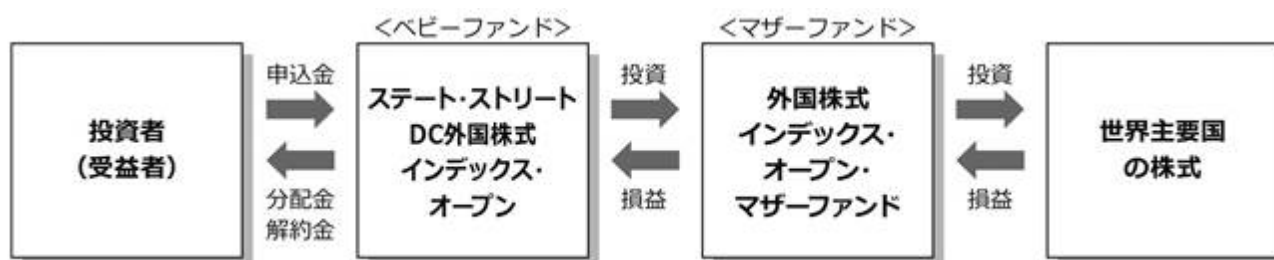 <ベビーファンド>
<マザーファンド>
投資者
(受益者)
申込金
分配金
解約金
ステート・ストリート
DC外国株式
インデックス・
オープン
投資
損益
外国株式
インデックス・
オープン・
マザーファンド
投資
損益
世界主要国
の株式